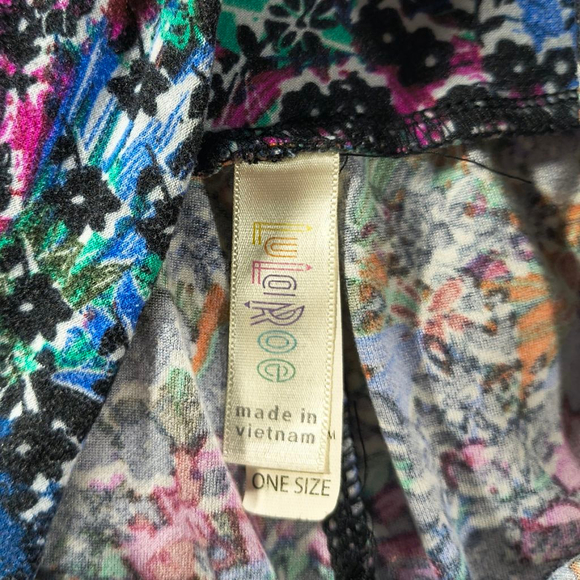 LuLaRoe
made in
vietnam
ONE SIZE